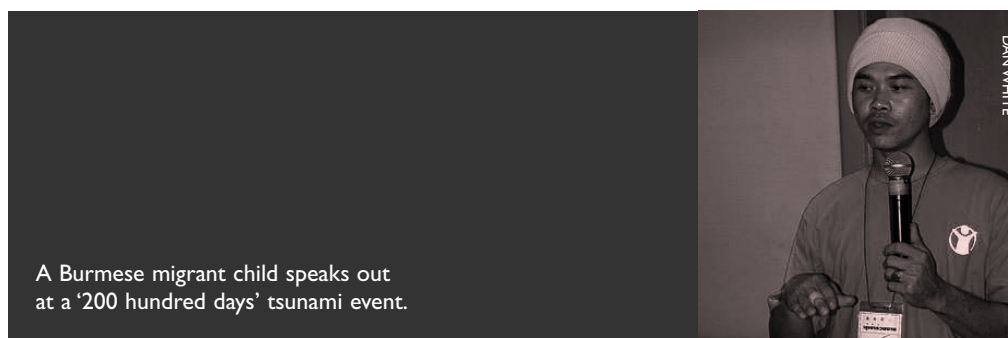 A Burmese migrant child speaks out
at a ‘200 hundred days’ tsunami event.
DAN WHITE